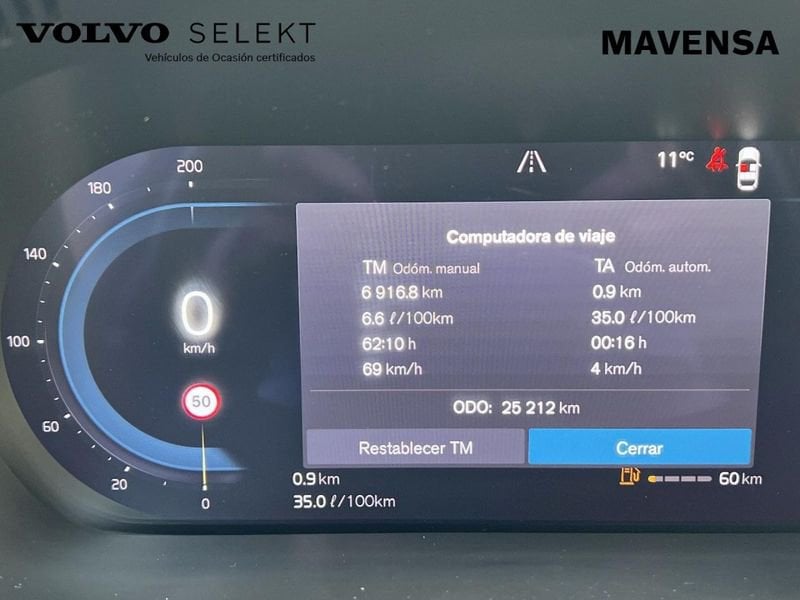 VOLVO SELEKT
Vehículos de Ocasión certificados
MAVENSA
200
180
140
100
60
20
0
0
km/h
50
11°C
Computadora de viaje
TM Odóm. manual
6 916.8 km
6.6 ℓ/100km
62:10 h
69 km/h
TA Odóm. autom.
0.9 km
35.0 ℓ/100km
00:16 h
4 km/h
ODO: 25 212 km
Restablecer TM
Cerrar
0.9 km
35.0 ℓ/100km
60 km